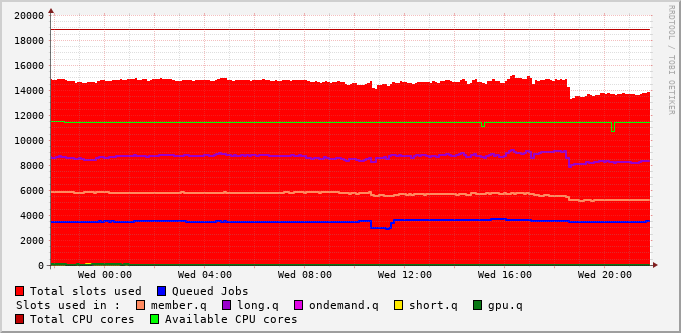 20000
18000
16000
14000
12000
10000
8000
6000
4000
2000
0
Wed 00:00 Wed 04:00 Wed 08:00 Wed 12:00 Wed 16:00 Wed 20:00
Total slots used Queued Jobs
Slots used in : member.q long.q ondemand.q short.q gpu.q
Total CPU cores Available CPU cores
RRDTOOL / TOBI OETIKER